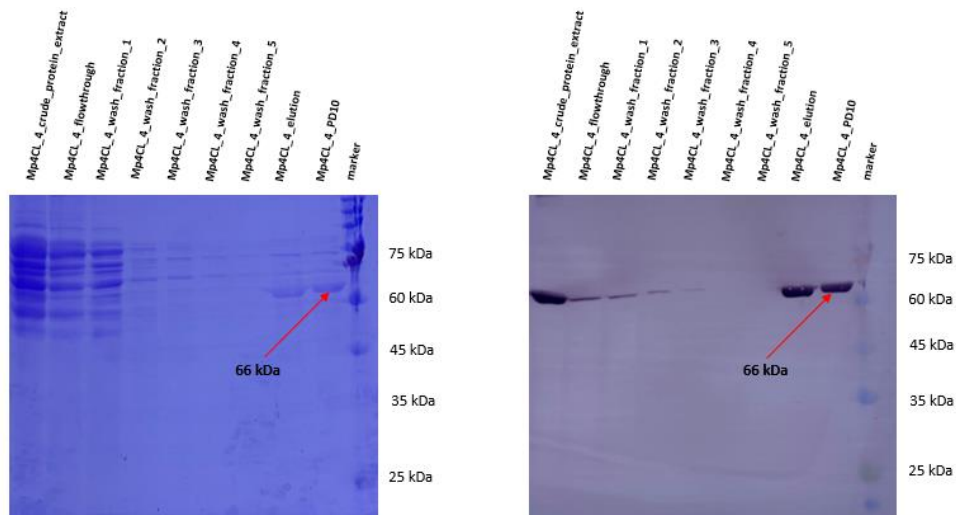 Mp4CL_4_crude_protein_extract
Mp4CL_4_flowthrough
Mp4CL_4_wash_fraction_1
Mp4CL_4_wash_fraction_2
Mp4CL_4_wash_fraction_3
Mp4CL_4_wash_fraction_4
Mp4CL_4_wash_fraction_5
Mp4CL_4_elution
Mp4CL_4_PD10
marker
75 kDa
60 kDa
45 kDa
35 kDa
25 kDa
66 kDa
Mp4CL_4_crude_protein_extract
Mp4CL_4_flowthrough
Mp4CL_4_wash_fraction_1
Mp4CL_4_wash_fraction_2
Mp4CL_4_wash_fraction_3
Mp4CL_4_wash_fraction_4
Mp4CL_4_wash_fraction_5
Mp4CL_4_elution
Mp4CL_4_PD10
marker
75 kDa
60 kDa
45 kDa
35 kDa
25 kDa
66 kDa